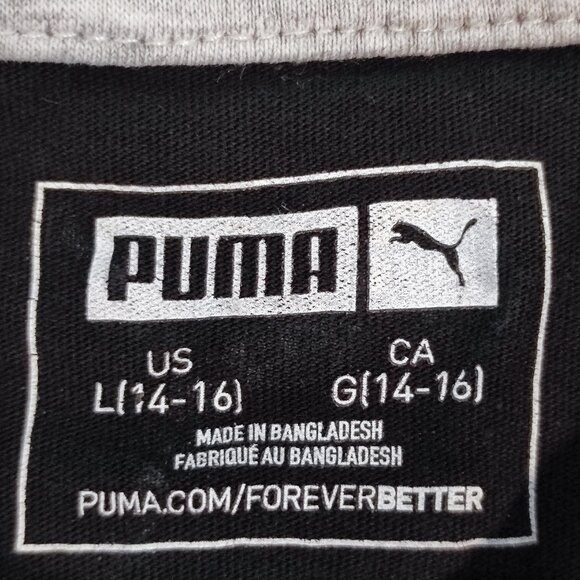 PUMA
US CA
L(14-16) G(14-16)
MADE IN BANGLADESH
FABRIQUÉ AU BANGLADESH
PUMA.COM/FOREVERBETTER